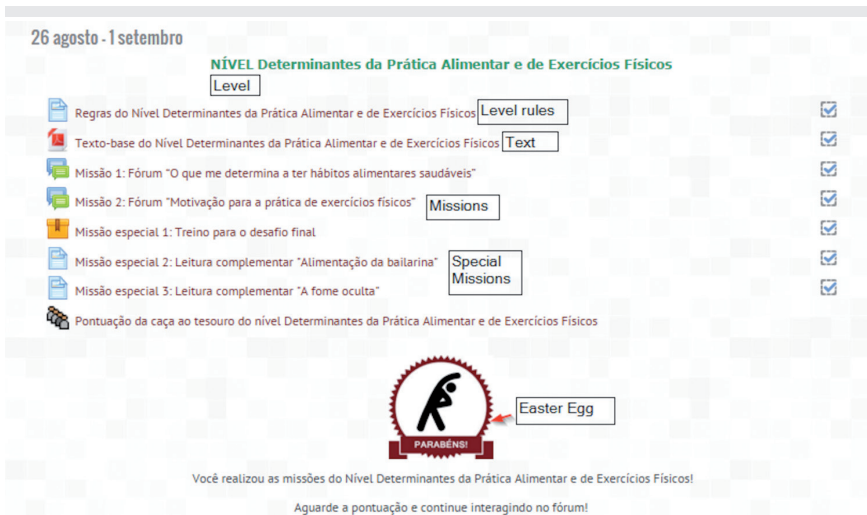 26 agosto - 1 setembro
NÍVEL Determinantes da Prática Alimentar e de Exercícios Físicos
Level
Regras do Nível Determinantes da Prática Alimentar e de Exercícios Físicos Level rules
Texto-base do Nível Determinantes da Prática Alimentar e de Exercícios Físicos Text
Missão 1: Fórum "O que me determina a ter hábitos alimentares saudáveis"
Missão 2: Fórum "Motivação para a prática de exercícios físicos" Missions
Missão especial 1: Treino para o desafio final
Missão especial 2: Leitura complementar "Alimentação da bailarina" Special
Missions
Missão especial 3: Leitura complementar "A fome oculta"
Pontuação da caça ao tesouro do nível Determinantes da Prática Alimentar e de Exercícios Físicos
Easter Egg
PARABÉNS!
Você realizou as missões do Nível Determinantes da Prática Alimentar e de Exercícios Físicos!
Aguarde a pontuação e continue interagindo no fórum!